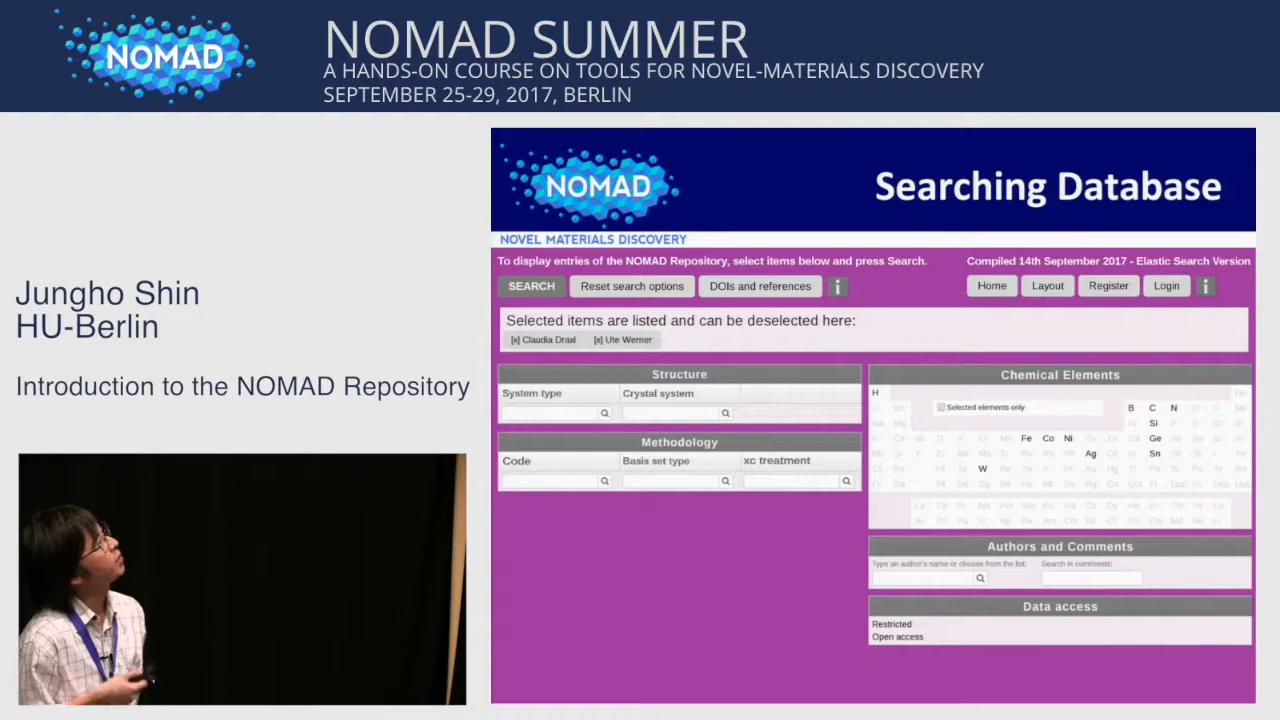 NOMAD
NOMAD SUMMER
A HANDS-ON COURSE ON TOOLS FOR NOVEL-MATERIALS DISCOVERY
SEPTEMBER 25-29, 2017, BERLIN
Jungho Shin
HU-Berlin
Introduction to the NOMAD Repository
NOMAD
Searching Database
NOVEL MATERIALS DISCOVERY
To display entries of the NOMAD Repository, select items below and press Search.
Compiled 14th September 2017 - Elastic Search Version
SEARCH Reset search options DOIs and references i
Home Layout Register Login i
Selected items are listed and can be deselected here:
[x] Claudia Draxl [x] Ute Werner
Structure
System type Crystal system
Methodology
Code Basis set type xc treatment
Chemical Elements
H
Selected elements only
B C N
Si
Fe Co Ni Ge
Ag Sn
W
Authors and Comments
Type an author's name or choose from the list: Search in comments:
Data access
Restricted
Open access